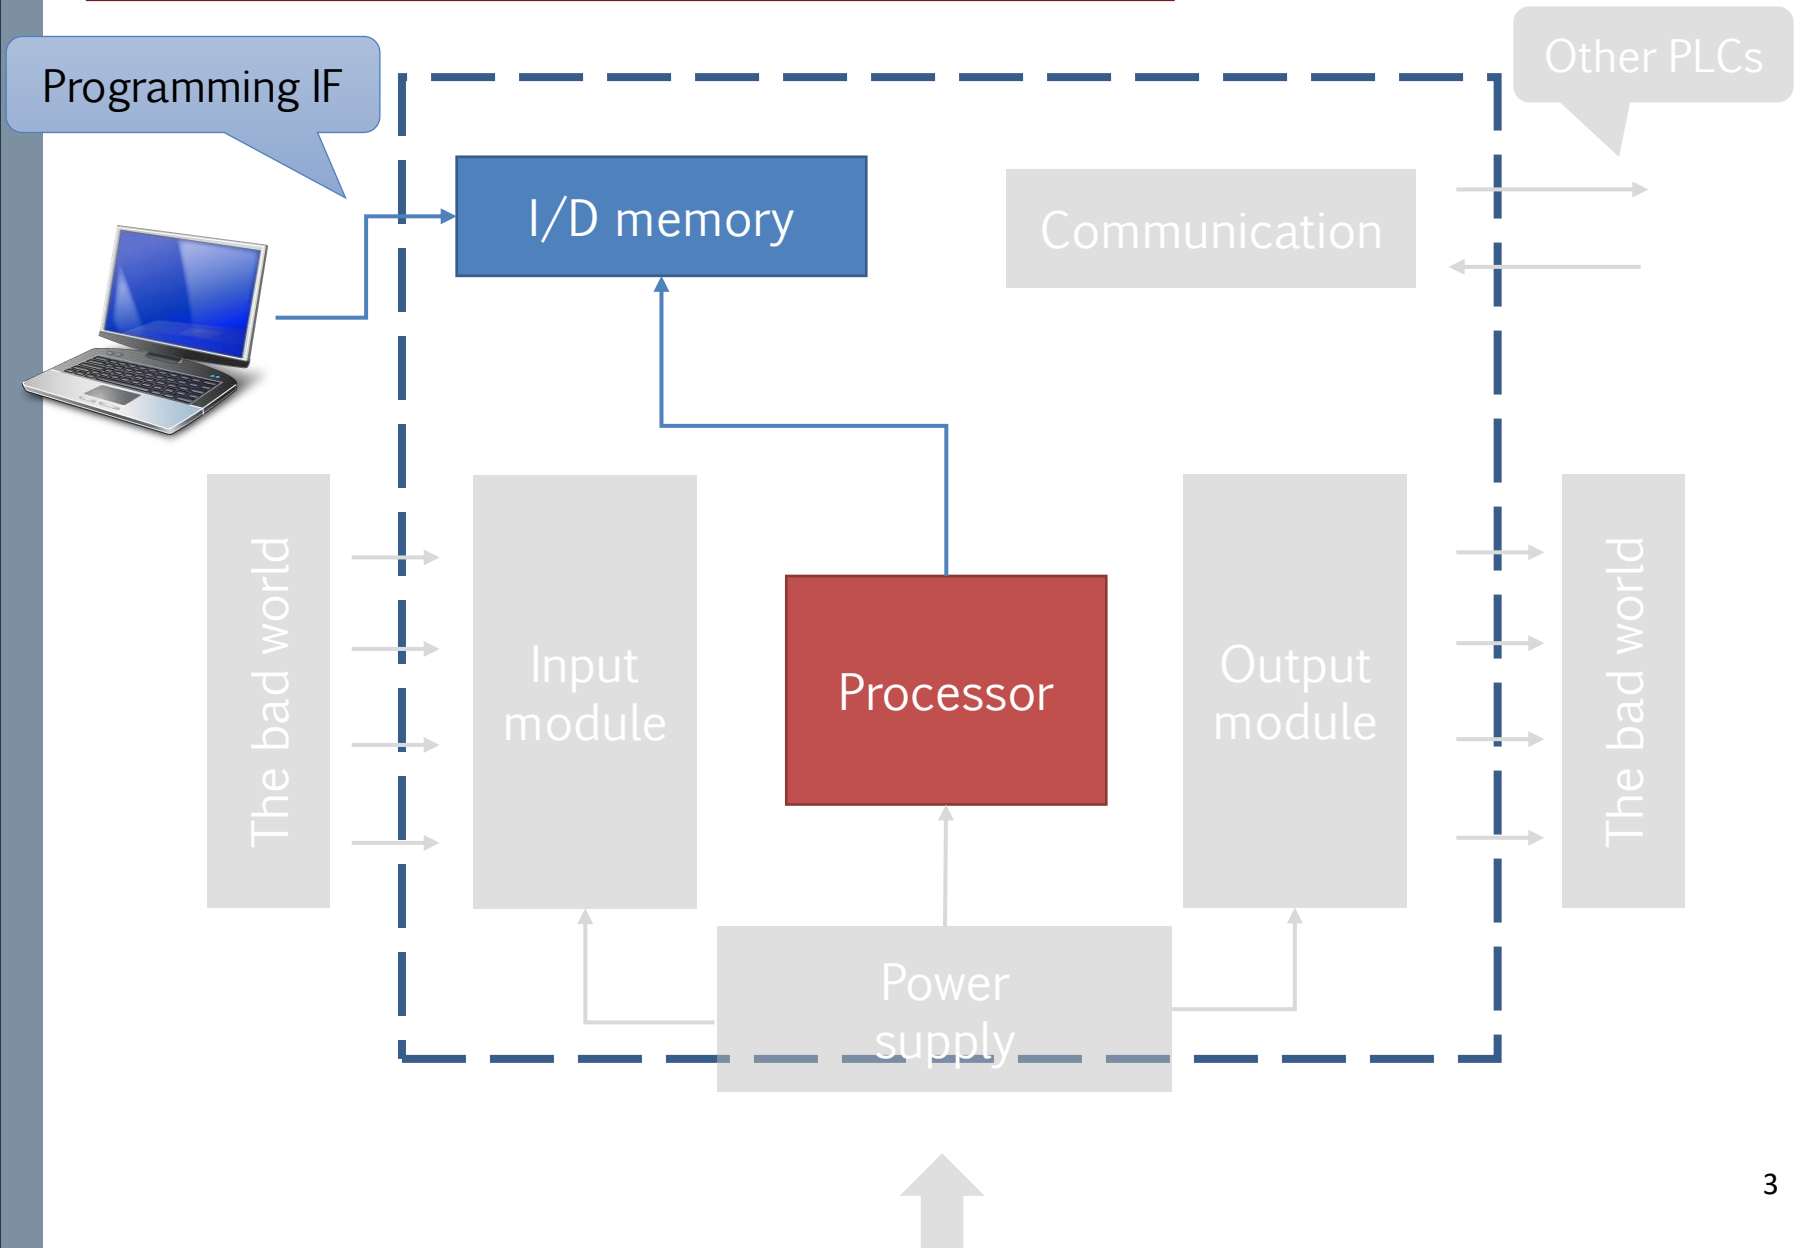 Programming IF
Other PLCs
I/D memory
Communication
The bad world
Input
module
Processor
Output
module
The bad world
Power
supply
3